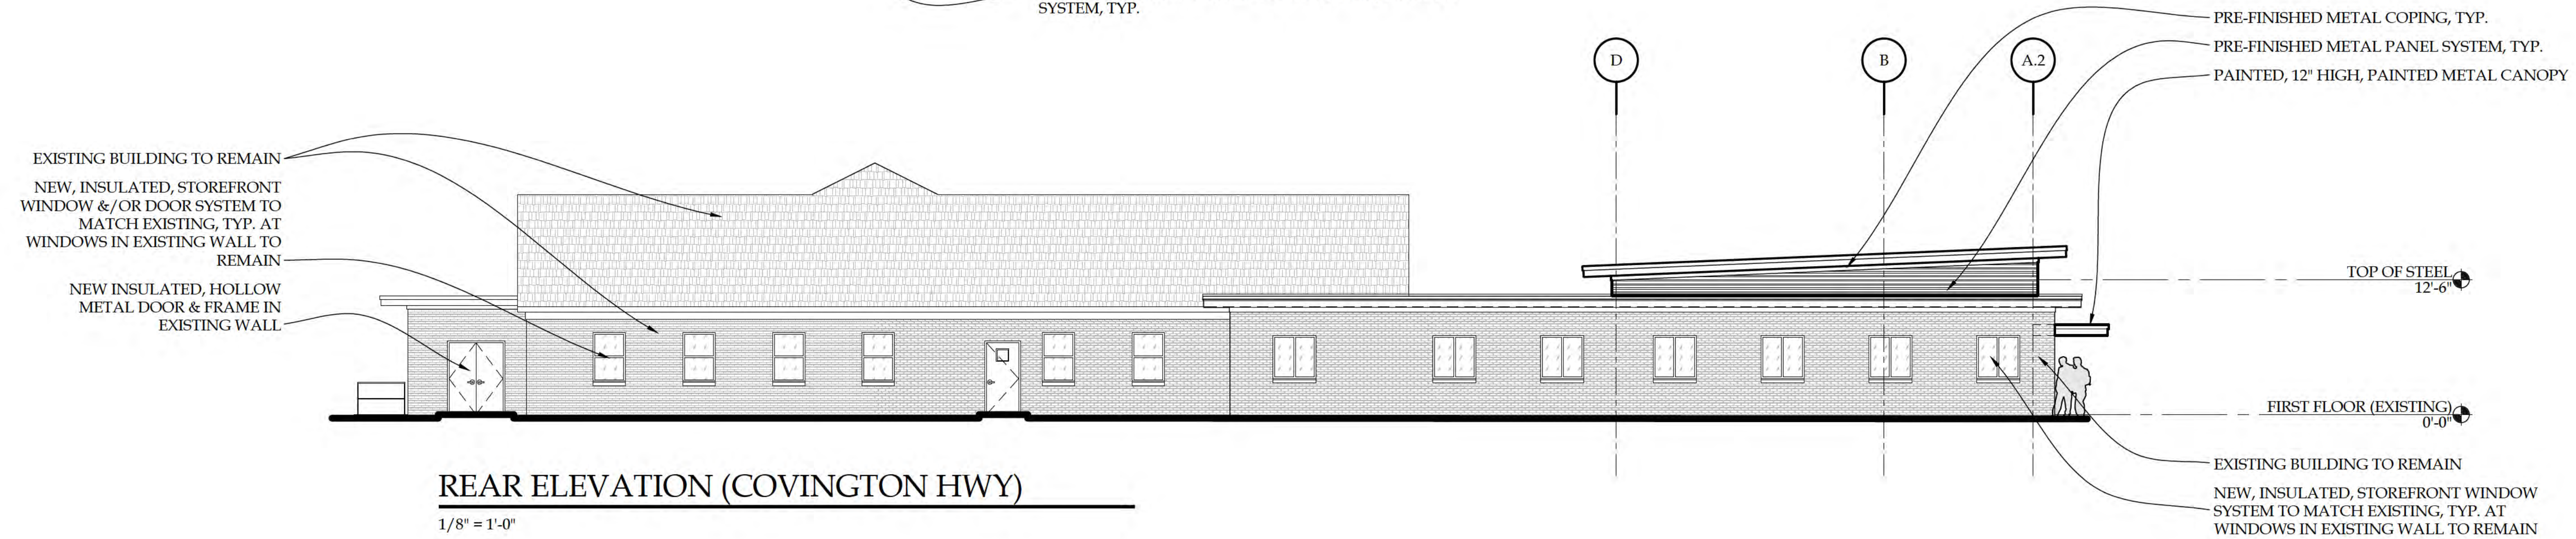 SYSTEM, TYP.
PRE-FINISHED METAL COPING, TYP.
PRE-FINISHED METAL PANEL SYSTEM, TYP.
PAINTED, 12" HIGH, PAINTED METAL CANOPY
D
B
A.2
EXISTING BUILDING TO REMAIN
NEW, INSULATED, STOREFRONT
WINDOW &/OR DOOR SYSTEM TO
MATCH EXISTING, TYP. AT
WINDOWS IN EXISTING WALL TO
REMAIN
NEW INSULATED, HOLLOW
METAL DOOR & FRAME IN
EXISTING WALL
TOP OF STEEL
12'-6"
FIRST FLOOR (EXISTING)
0'-0"
EXISTING BUILDING TO REMAIN
NEW, INSULATED, STOREFRONT WINDOW
SYSTEM TO MATCH EXISTING, TYP. AT
WINDOWS IN EXISTING WALL TO REMAIN
REAR ELEVATION (COVINGTON HWY)
1/8" = 1'-0"